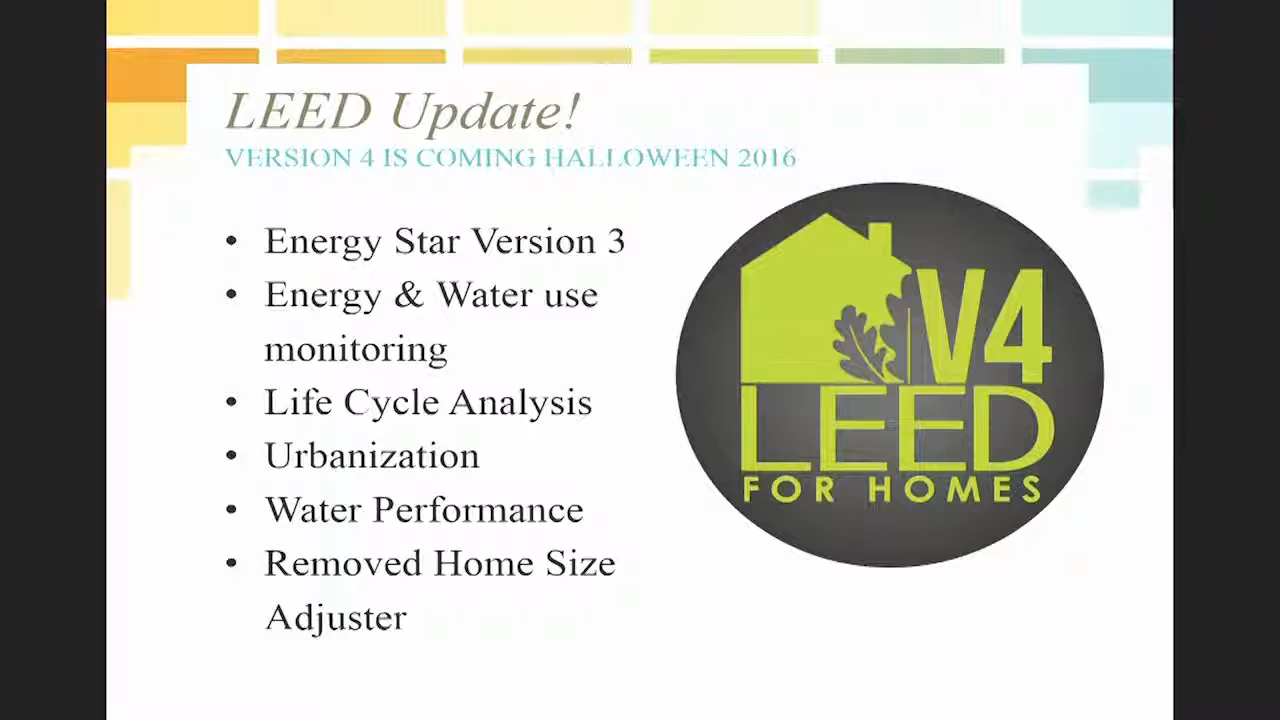 LEED Update!
VERSION 4 IS COMING HALLOWEEN 2016
• Energy Star Version 3
• Energy & Water use
monitoring
• Life Cycle Analysis
• Urbanization
• Water Performance
• Removed Home Size
Adjuster
V4
LEED
FOR HOMES